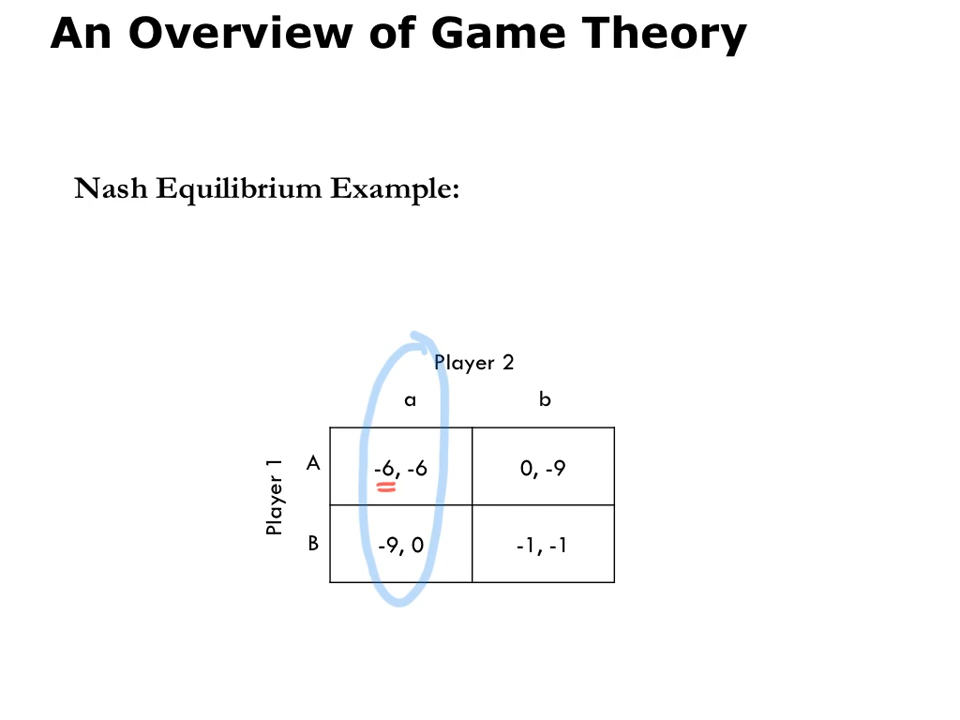 An Overview of Game Theory
Nash Equilibrium Example:
Player 2
a b
Player 1
A -6, -6 0, -9
B -9, 0 -1, -1